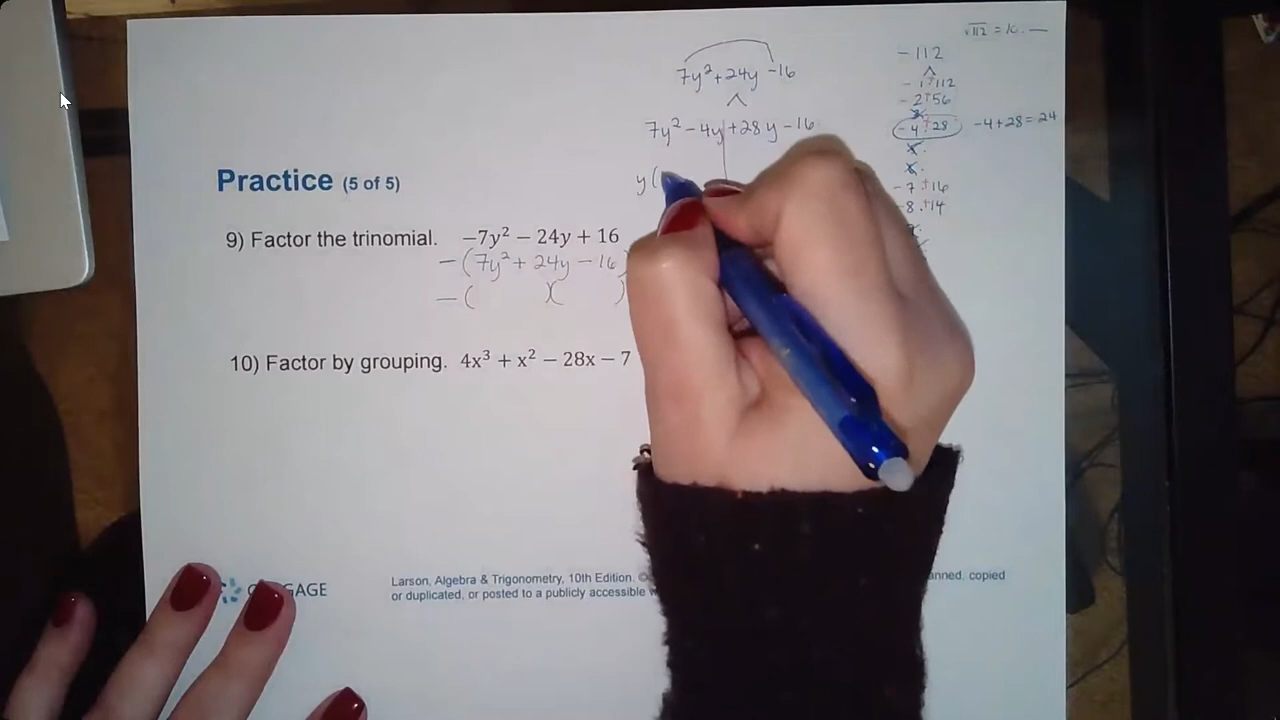 √112 = 10. —
-112
-1 · +112
-2 · +56
-4 · +28 -4 + 28 = 24
-7 · +16
-8 · +14
7y² + 24y - 16
7y² - 4y + 28y - 16
y (
Practice (5 of 5)
9) Factor the trinomial. −7y² − 24y + 16
- (7y² + 24y - 16
- ( )( )
10) Factor by grouping. 4x³ + x² − 28x − 7
Larson, Algebra & Trigonometry, 10th Edition. nned, copied
or duplicated, or posted to a publicly accessible